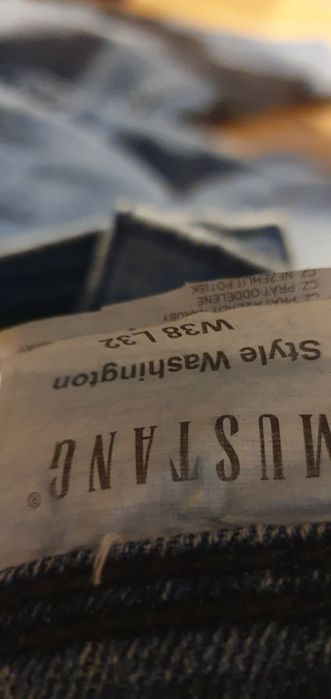 MUSTANG®
Style Washington
W38 L32
CZ PRAT ODDELENE
CZ NEZEHLIT POTISK